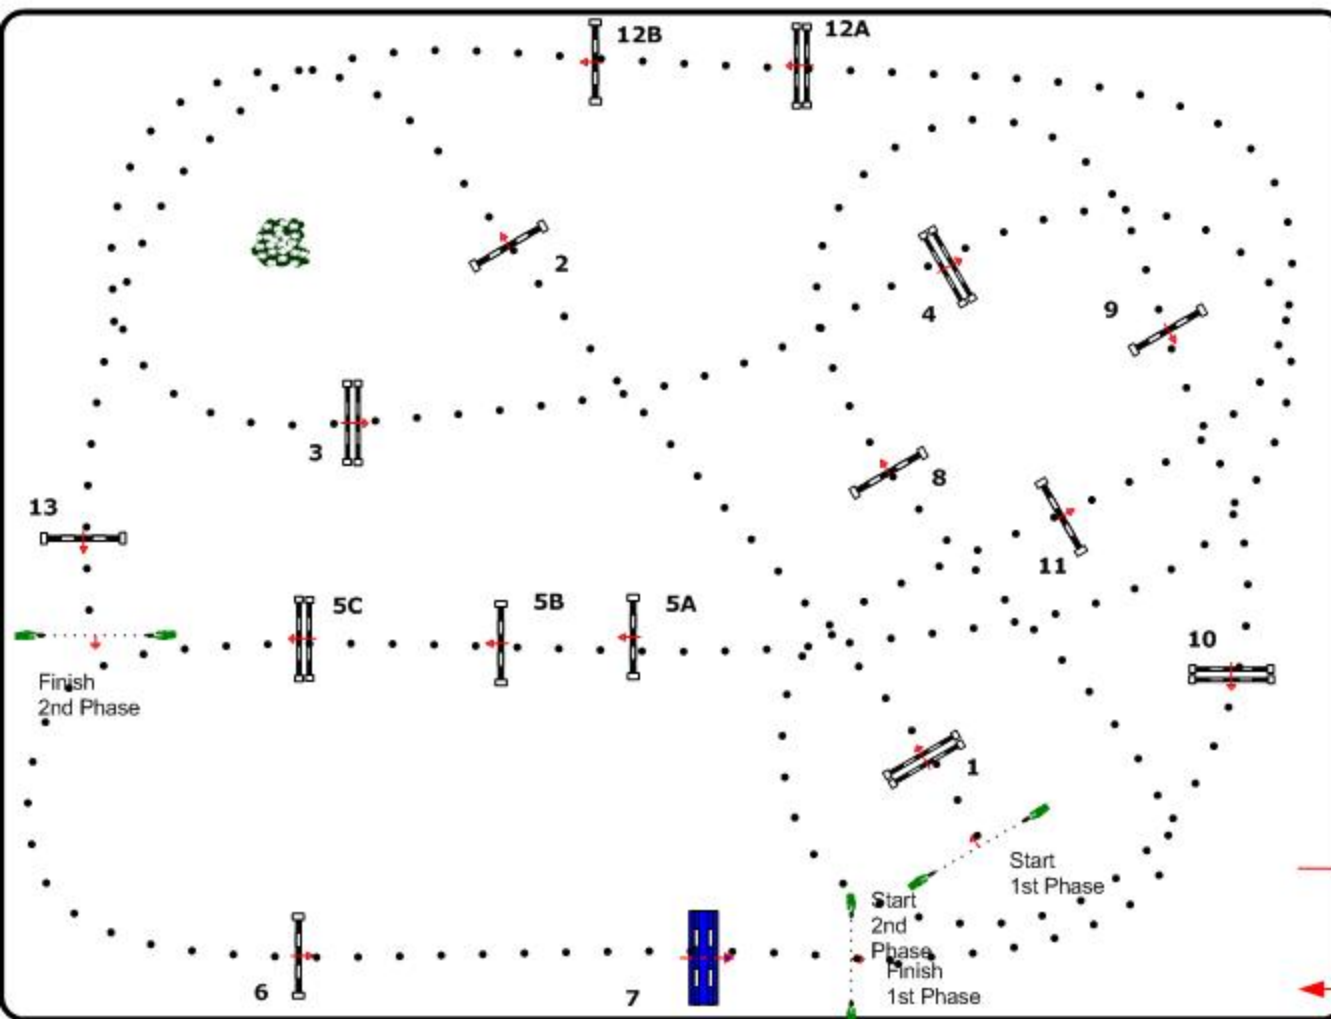 12B
12A
2
4
9
3
8
13
11
5C
5B
5A
10
Finish
2nd Phase
1
Start
1st Phase
Start
2nd
Phase
Finish
1st Phase
6
7